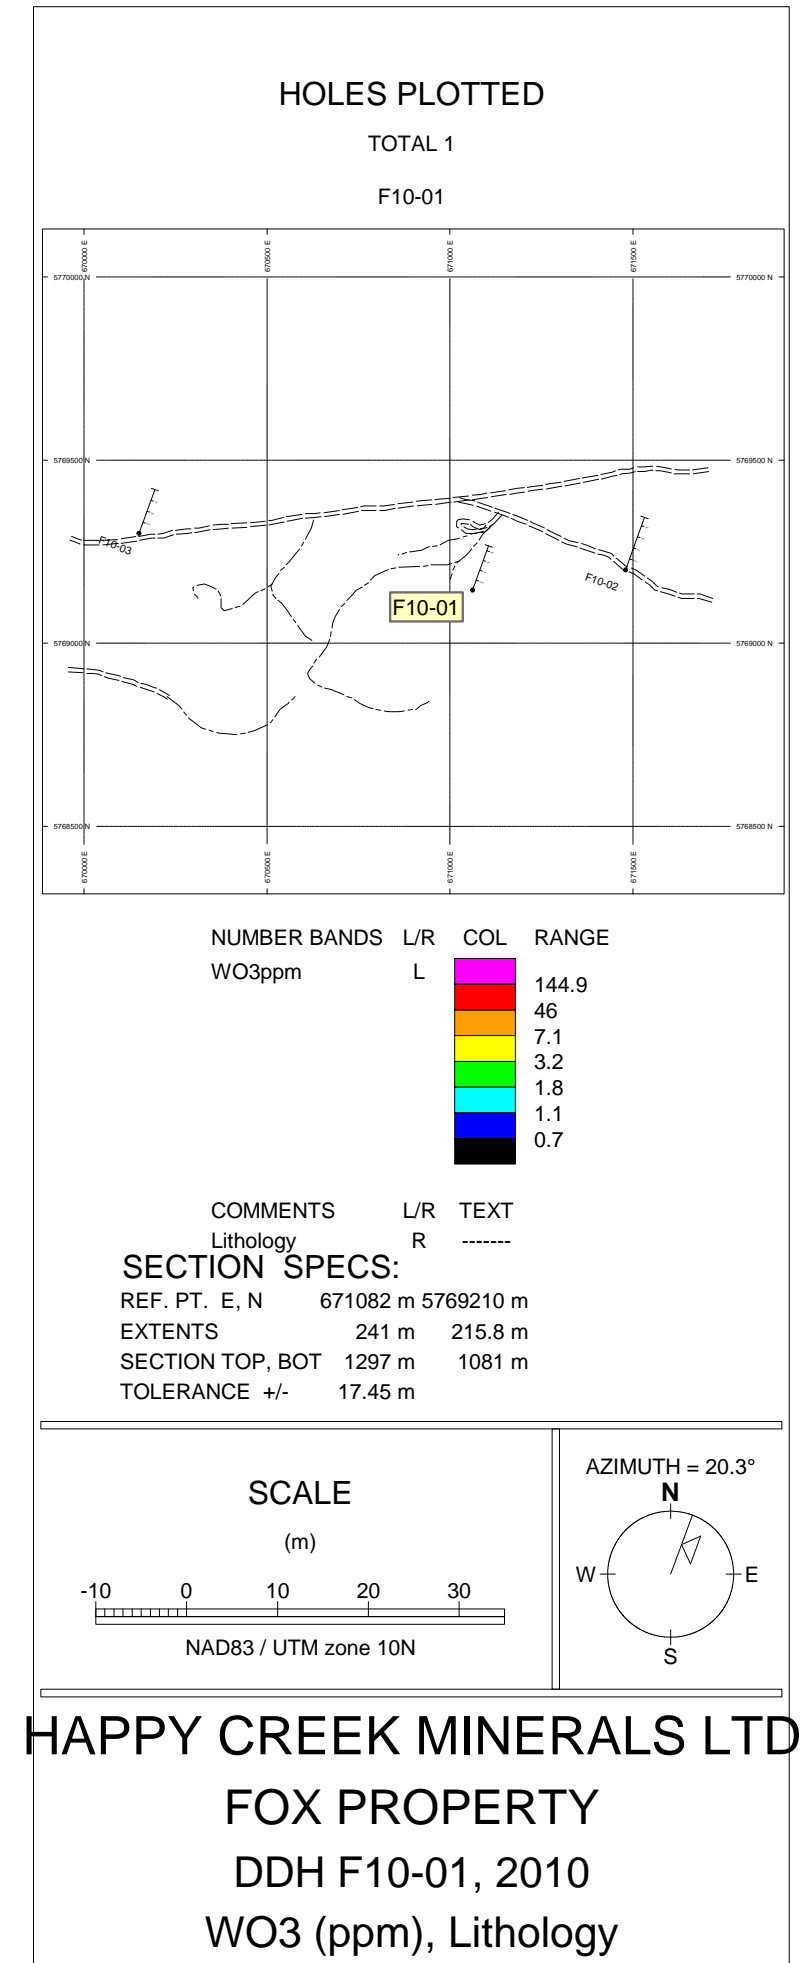 HOLES PLOTTED
TOTAL 1
F10-01
670000 E 670500 E 671000 E 671500 E
5770000 N 5770000 N
5769500 N 5769500 N
F10-03
F10-02
F10-01
5769000 N 5769000 N
5768500 N 5768500 N
670000 E 670500 E 671000 E 671500 E
NUMBER BANDS L/R COL RANGE
WO3ppm L
144.9
46
7.1
3.2
1.8
1.1
0.7
COMMENTS L/R TEXT
Lithology R -------
SECTION SPECS:
REF. PT. E, N 671082 m 5769210 m
EXTENTS 241 m 215.8 m
SECTION TOP, BOT 1297 m 1081 m
TOLERANCE +/- 17.45 m
SCALE
(m)
-10 0 10 20 30
NAD83 / UTM zone 10N
AZIMUTH = 20.3°
N
W E
S
HAPPY CREEK MINERALS LTD
FOX PROPERTY
DDH F10-01, 2010
WO3 (ppm), Lithology